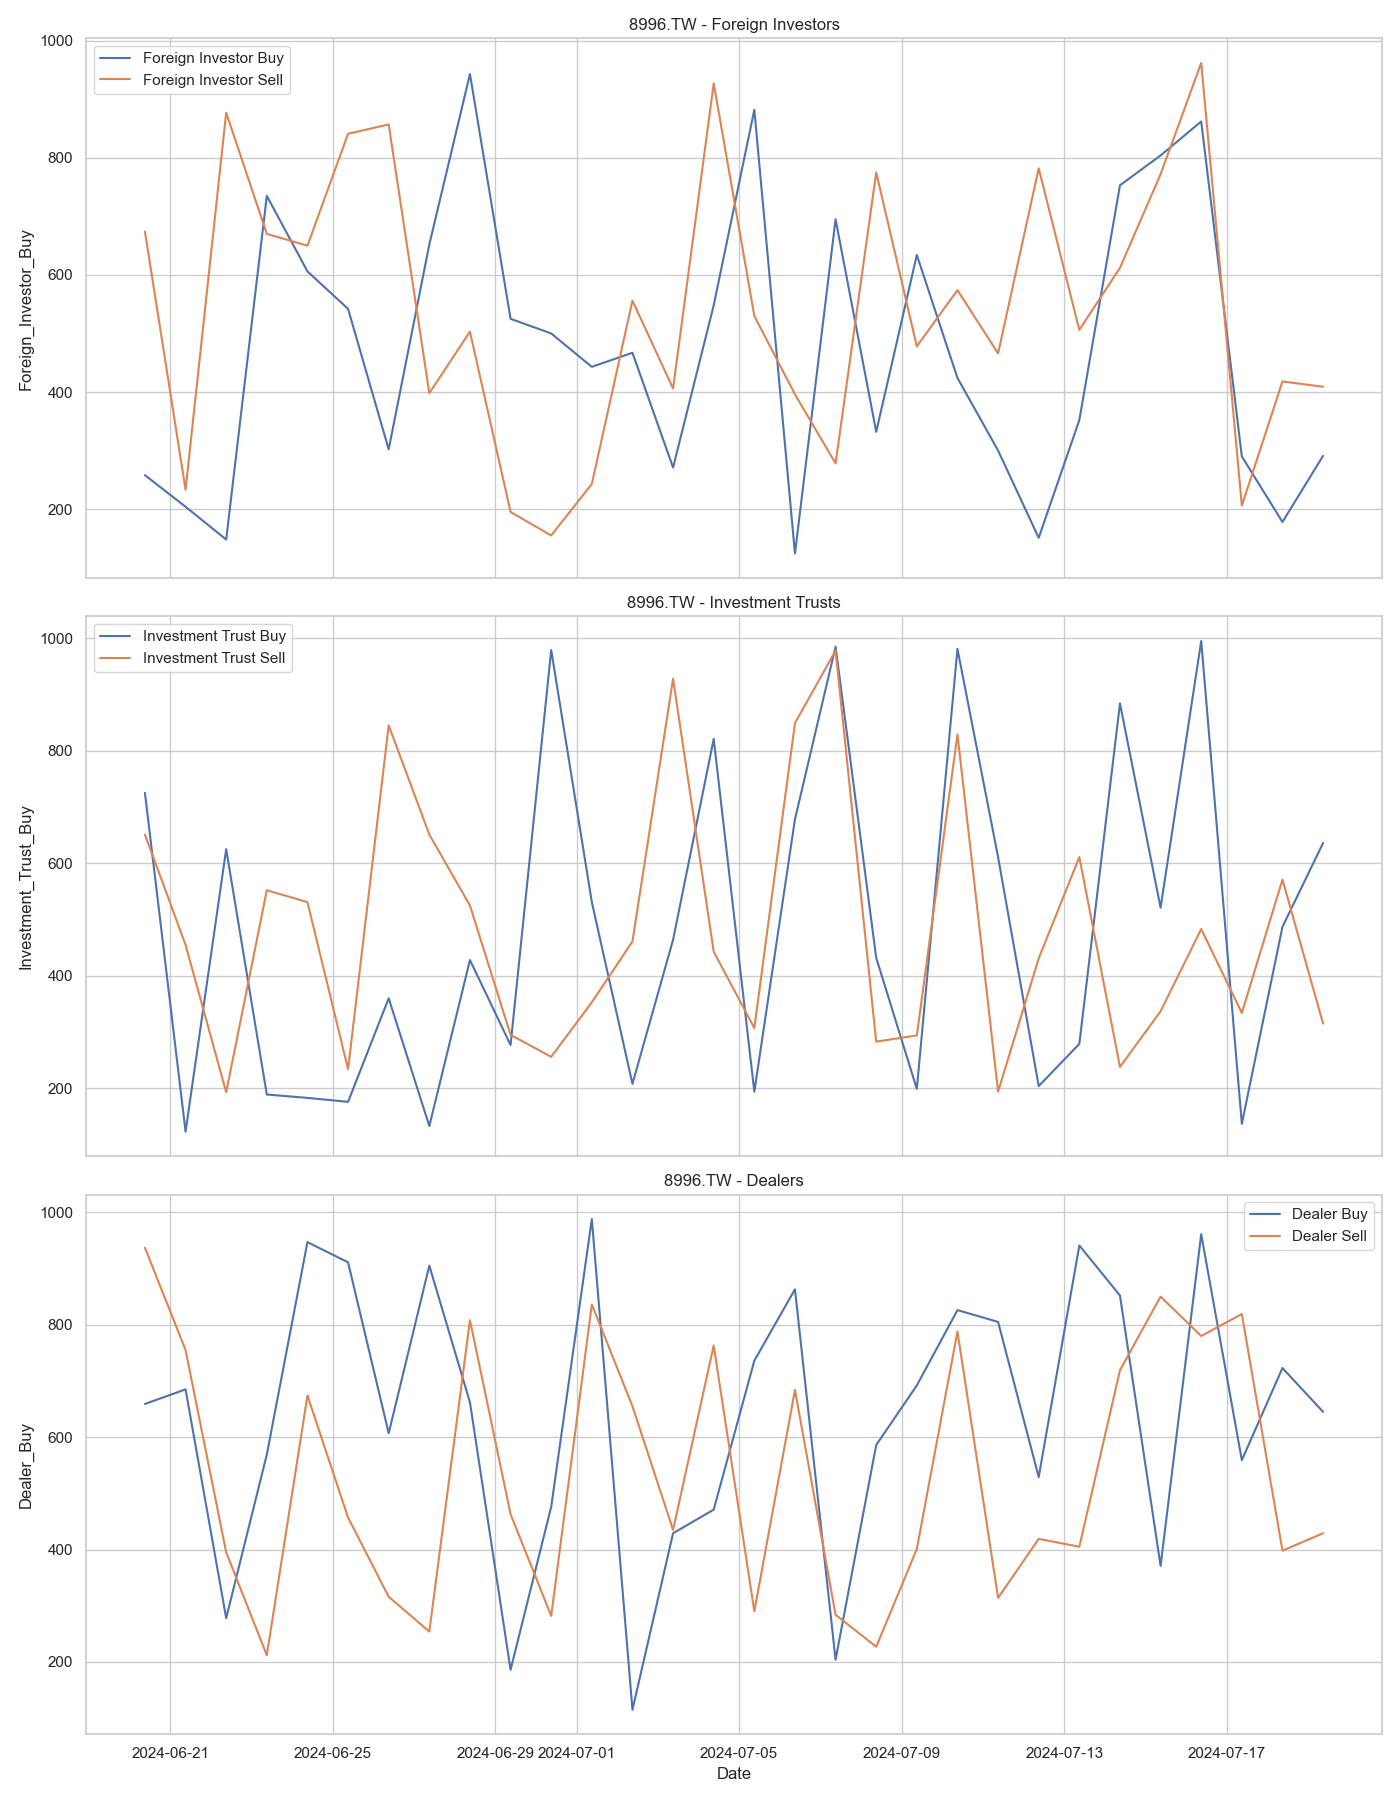 8996.TW - Foreign Investors
Foreign Investor Buy
Foreign Investor Sell
Foreign_Investor_Buy
1000
800
600
400
200
8996.TW - Investment Trusts
Investment Trust Buy
Investment Trust Sell
Investment_Trust_Buy
1000
800
600
400
200
8996.TW - Dealers
Dealer Buy
Dealer Sell
Dealer_Buy
1000
800
600
400
200
2024-06-21 2024-06-25 2024-06-29 2024-07-01 2024-07-05 2024-07-09 2024-07-13 2024-07-17
Date